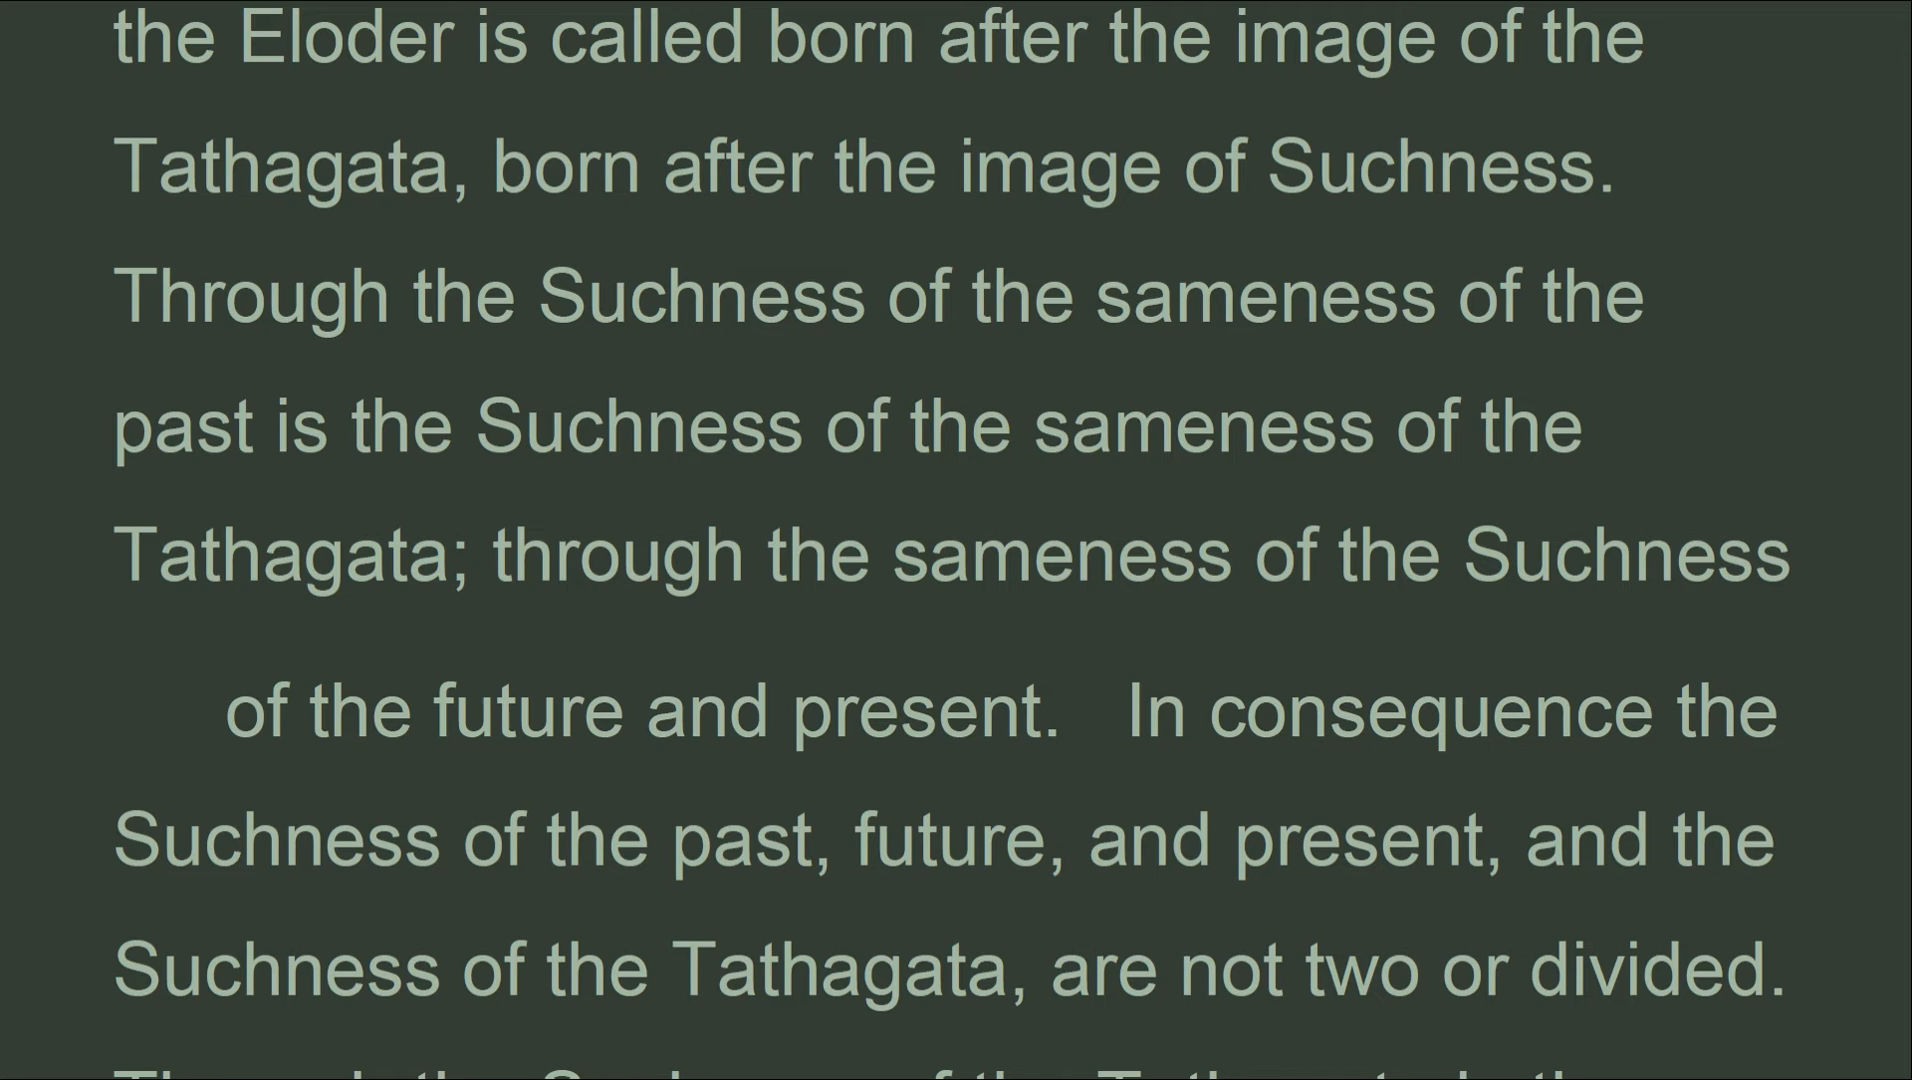 the Eloder is called born after the image of the
Tathagata, born after the image of Suchness.
Through the Suchness of the sameness of the
past is the Suchness of the sameness of the
Tathagata; through the sameness of the Suchness
of the future and present. In consequence the
Suchness of the past, future, and present, and the
Suchness of the Tathagata, are not two or divided.